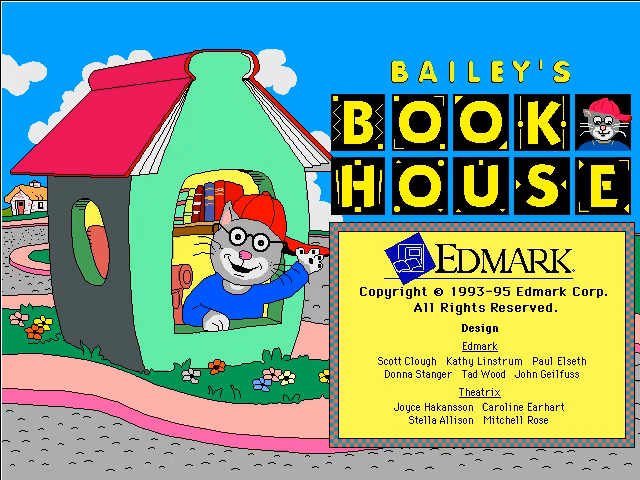 BAILEY'S
BOOK
HOUSE
EDMARK
Copyright © 1993-95 Edmark Corp.
All Rights Reserved.
Design
Edmark
Scott Clough Kathy Linstrum Paul Elseth
Donna Stanger Tad Wood John Geilfuss
Theatrix
Joyce Hakansson Caroline Earhart
Stella Allison Mitchell Rose